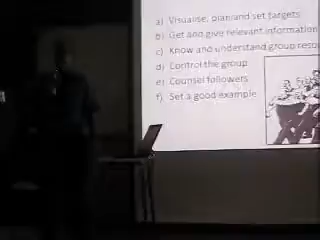 a) Visualise, plan and set targets
b) Get and give relevant information
c) Know and understand group
d) Control the group
e) Counsel followers
f) Set a good example